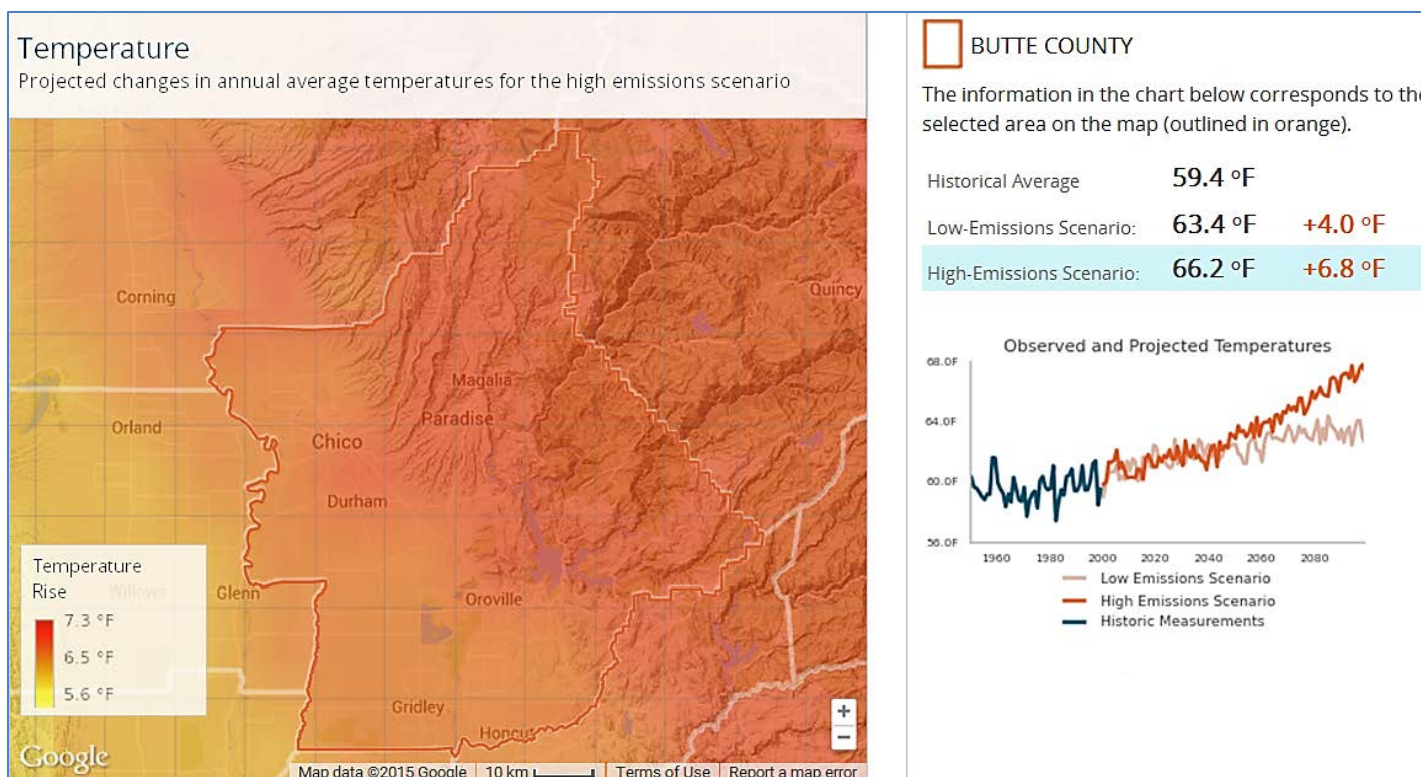 Temperature
Projected changes in annual average temperatures for the high emissions scenario
Corning
Quincy
Magalia
Paradise
Orland
Chico
Durham
Temperature
Rise
Willows
Glenn
7.3 °F
6.5 °F
5.6 °F
Oroville
Gridley
Honcut
+
−
Google
Map data ©2015 Google
10 km
Terms of Use
Report a map error
BUTTE COUNTY
The information in the chart below corresponds to the
selected area on the map (outlined in orange).
Historical Average 59.4 °F
Low-Emissions Scenario: 63.4 °F +4.0 °F
High-Emissions Scenario: 66.2 °F +6.8 °F
Observed and Projected Temperatures
68.0F
64.0F
60.0F
56.0F
1960 1980 2000 2020 2040 2060 2080
Low Emissions Scenario
High Emissions Scenario
Historic Measurements